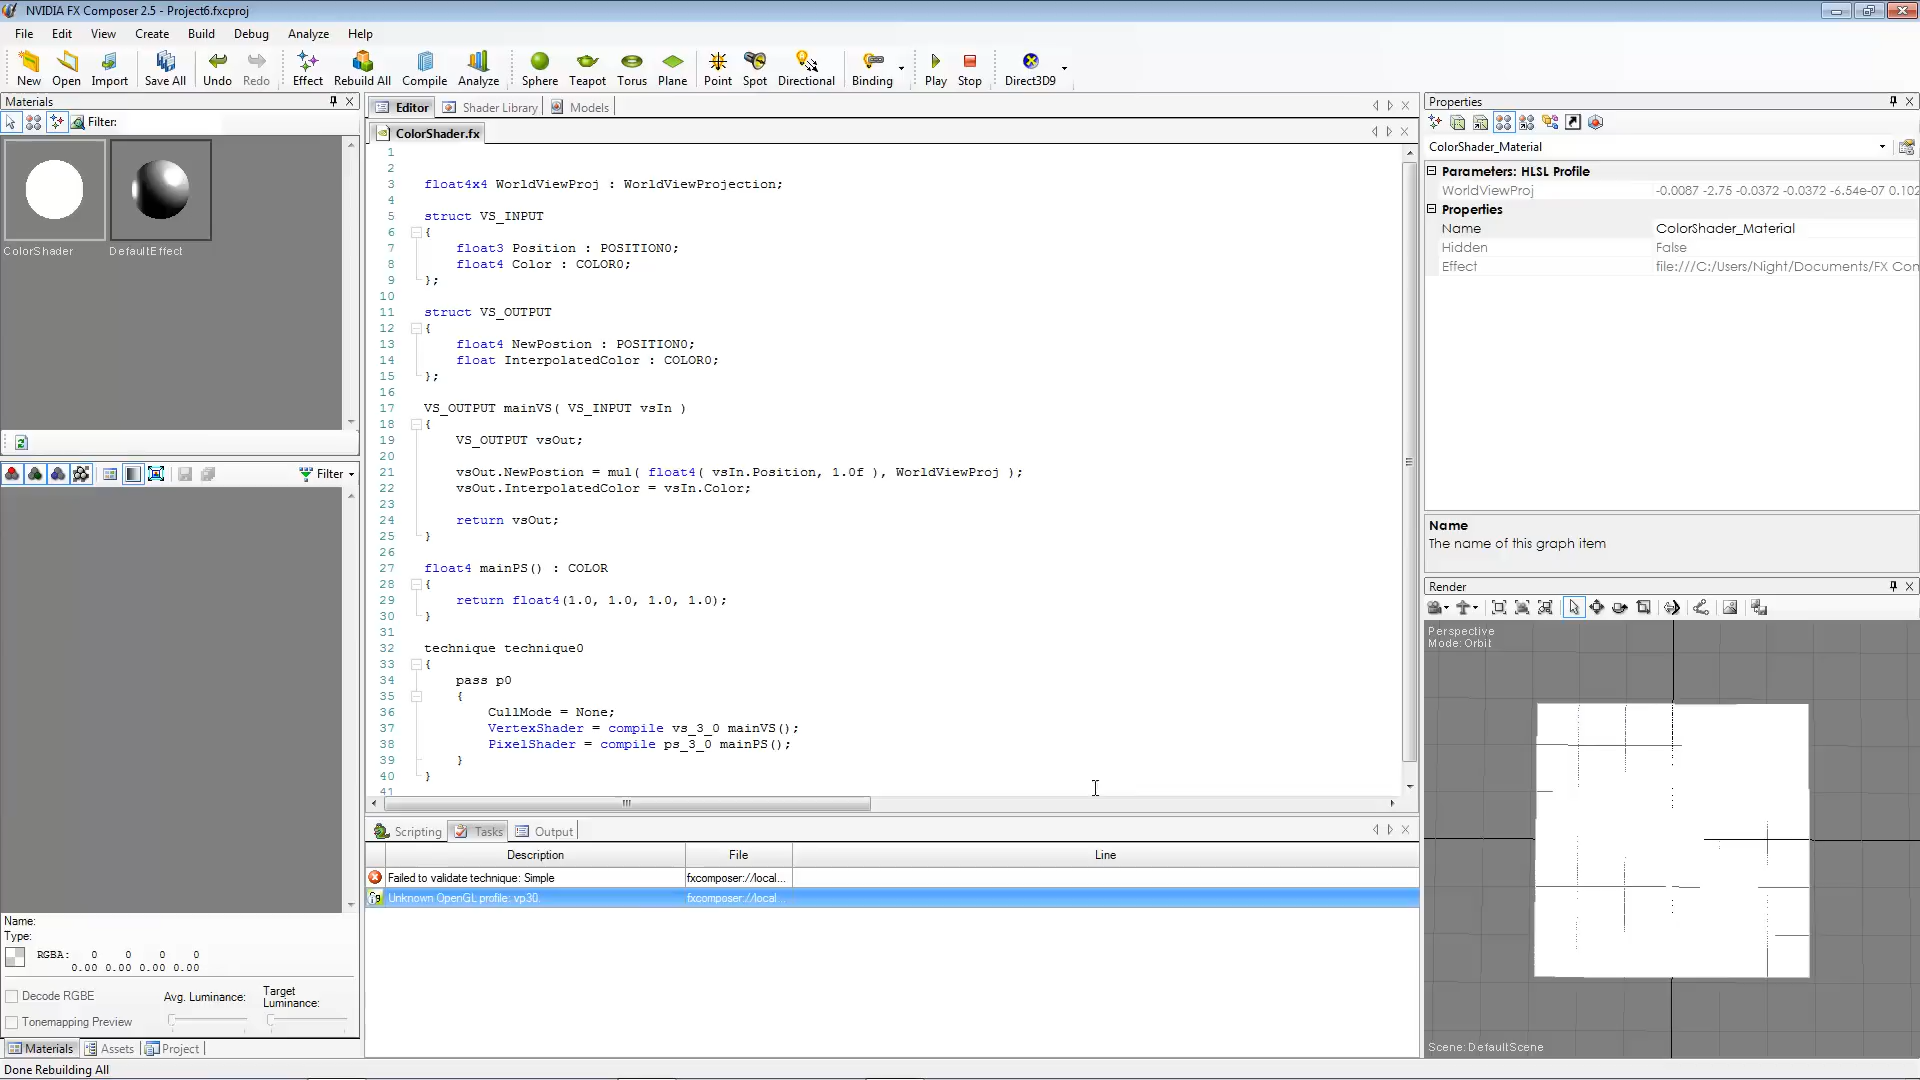 NVIDIA FX Composer 2.5 - Project6.fxcproj
File Edit View Create Build Debug Analyze Help
New Open Import Save All Undo Redo Effect Rebuild All Compile Analyze Sphere Teapot Torus Plane Point Spot Directional Binding Play Stop Direct3D9
Materials
Filter:
ColorShader DefaultEffect
Filter
Name:
Type:
RGBA: 0 0 0 0
0.00 0.00 0.00 0.00
Decode RGBE
Avg. Luminance:
Target
Luminance:
Tonemapping Preview
Materials Assets Project
Done Rebuilding All
Editor Shader Library Models
ColorShader.fx
1
2
3 float4x4 WorldViewProj : WorldViewProjection;
4
5 struct VS_INPUT
6 {
7 float3 Position : POSITION0;
8 float4 Color : COLOR0;
9 };
10
11 struct VS_OUTPUT
12 {
13 float4 NewPostion : POSITION0;
14 float InterpolatedColor : COLOR0;
15 };
16
17 VS_OUTPUT mainVS( VS_INPUT vsIn )
18 {
19 VS_OUTPUT vsOut;
20
21 vsOut.NewPostion = mul( float4( vsIn.Position, 1.0f ), WorldViewProj );
22 vsOut.InterpolatedColor = vsIn.Color;
23
24 return vsOut;
25 }
26
27 float4 mainPS() : COLOR
28 {
29 return float4(1.0, 1.0, 1.0, 1.0);
30 }
31
32 technique technique0
33 {
34 pass p0
35 {
36 CullMode = None;
37 VertexShader = compile vs_3_0 mainVS();
38 PixelShader = compile ps_3_0 mainPS();
39 }
40 }
41
Scripting Tasks Output
Description File Line
Failed to validate technique: Simple fxcomposer://local...
Unknown OpenGL profile: vp30. fxcomposer://local...
Properties
ColorShader_Material
Parameters: HLSL Profile
WorldViewProj -0.0087 -2.75 -0.0372 -0.0372 -6.54e-07 0.102
Properties
Name ColorShader_Material
Hidden False
Effect file:///C:/Users/Night/Documents/FX Con
Name
The name of this graph item
Render
Perspective
Mode: Orbit
Scene: DefaultScene